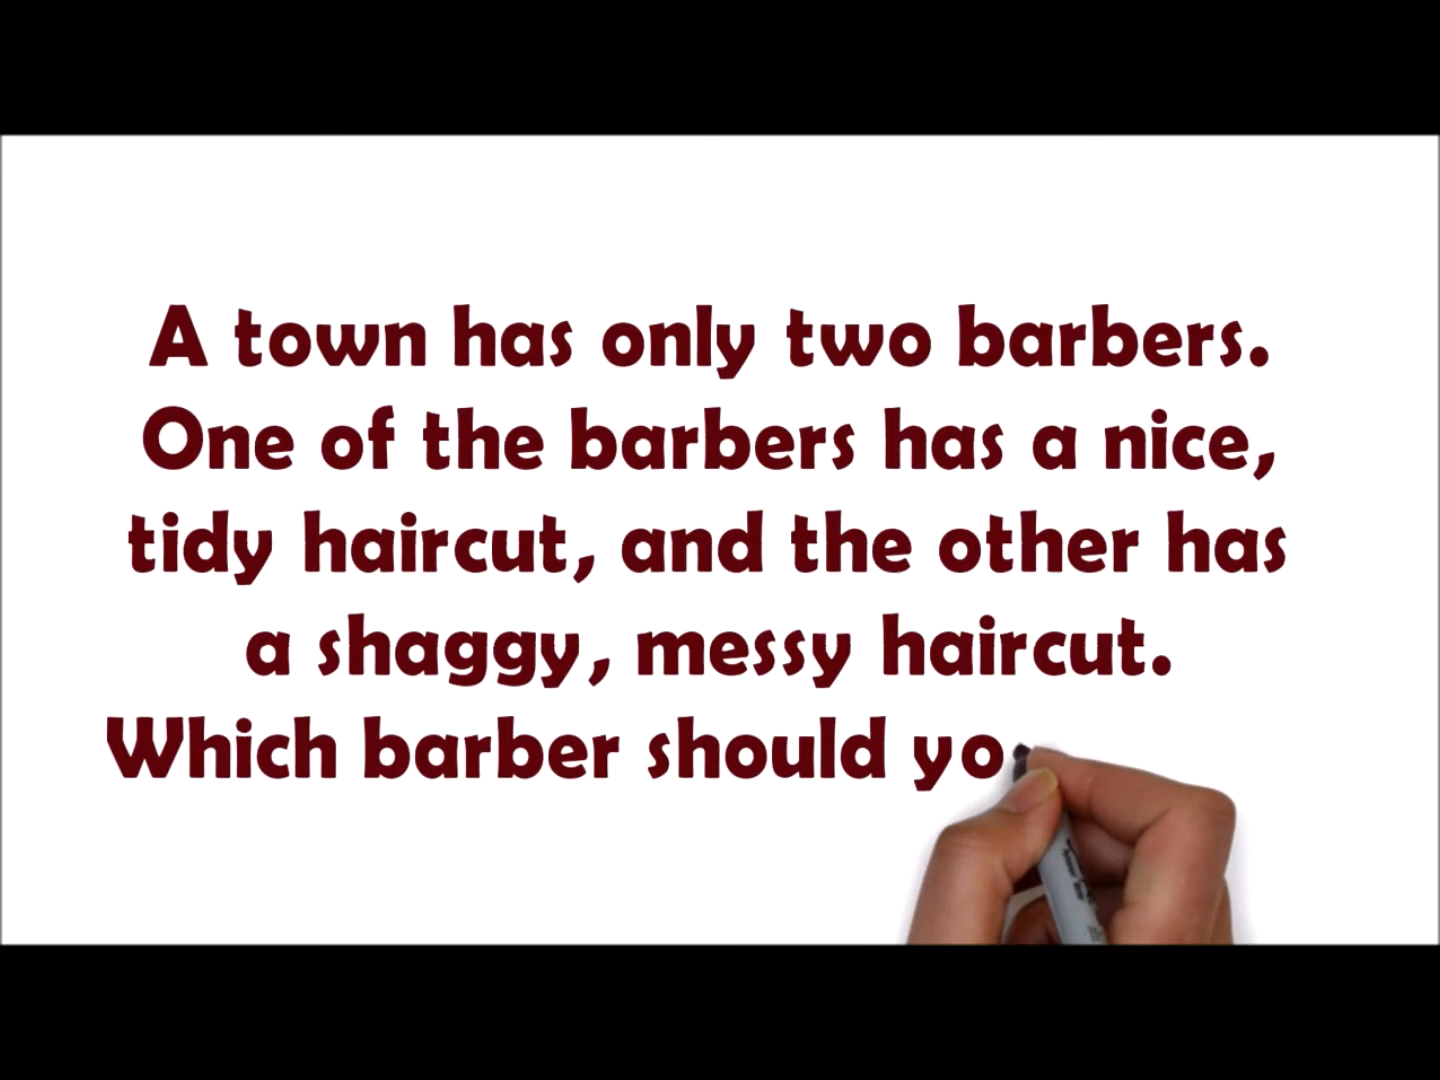 A town has only two barbers.
One of the barbers has a nice,
tidy haircut, and the other has
a shaggy, messy haircut.
Which barber should yo